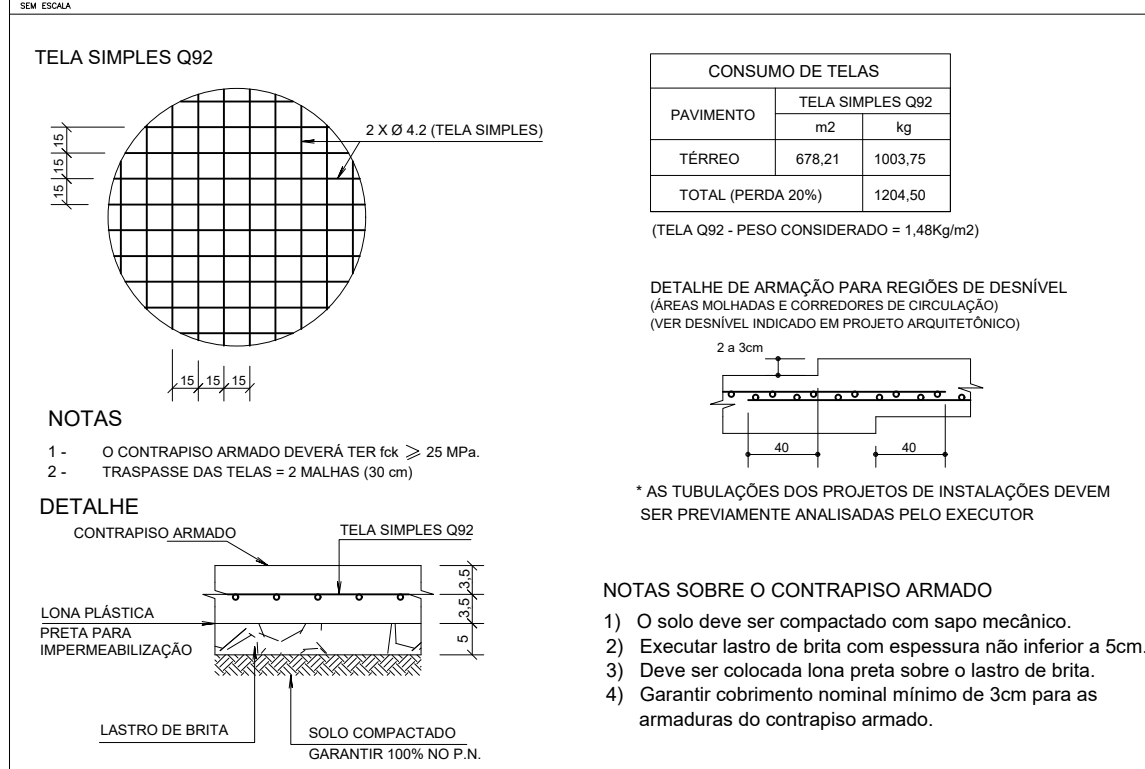 SEM ESCALA
TELA SIMPLES Q92
2 X Ø 4.2 (TELA SIMPLES)
15
15
15
15 15 15
NOTAS
1 - O CONTRAPISO ARMADO DEVERÁ TER fck ⩾ 25 MPa.
2 - TRASPASSE DAS TELAS = 2 MALHAS (30 cm)
DETALHE
CONTRAPISO ARMADO
TELA SIMPLES Q92
3,5
3,5
5
LONA PLÁSTICA
PRETA PARA
IMPERMEABILIZAÇÃO
LASTRO DE BRITA
SOLO COMPACTADO
GARANTIR 100% NO P.N.
CONSUMO DE TELAS
PAVIMENTO
TELA SIMPLES Q92
m2 kg
TÉRREO 678,21 1003,75
TOTAL (PERDA 20%) 1204,50
(TELA Q92 - PESO CONSIDERADO = 1,48Kg/m2)
DETALHE DE ARMAÇÃO PARA REGIÕES DE DESNÍVEL
(ÁREAS MOLHADAS E CORREDORES DE CIRCULAÇÃO)
(VER DESNÍVEL INDICADO EM PROJETO ARQUITETÔNICO)
2 a 3cm
40 40
* AS TUBULAÇÕES DOS PROJETOS DE INSTALAÇÕES DEVEM
SER PREVIAMENTE ANALISADAS PELO EXECUTOR
NOTAS SOBRE O CONTRAPISO ARMADO
1) O solo deve ser compactado com sapo mecânico.
2) Executar lastro de brita com espessura não inferior a 5cm.
3) Deve ser colocada lona preta sobre o lastro de brita.
4) Garantir cobrimento nominal mínimo de 3cm para as
armaduras do contrapiso armado.